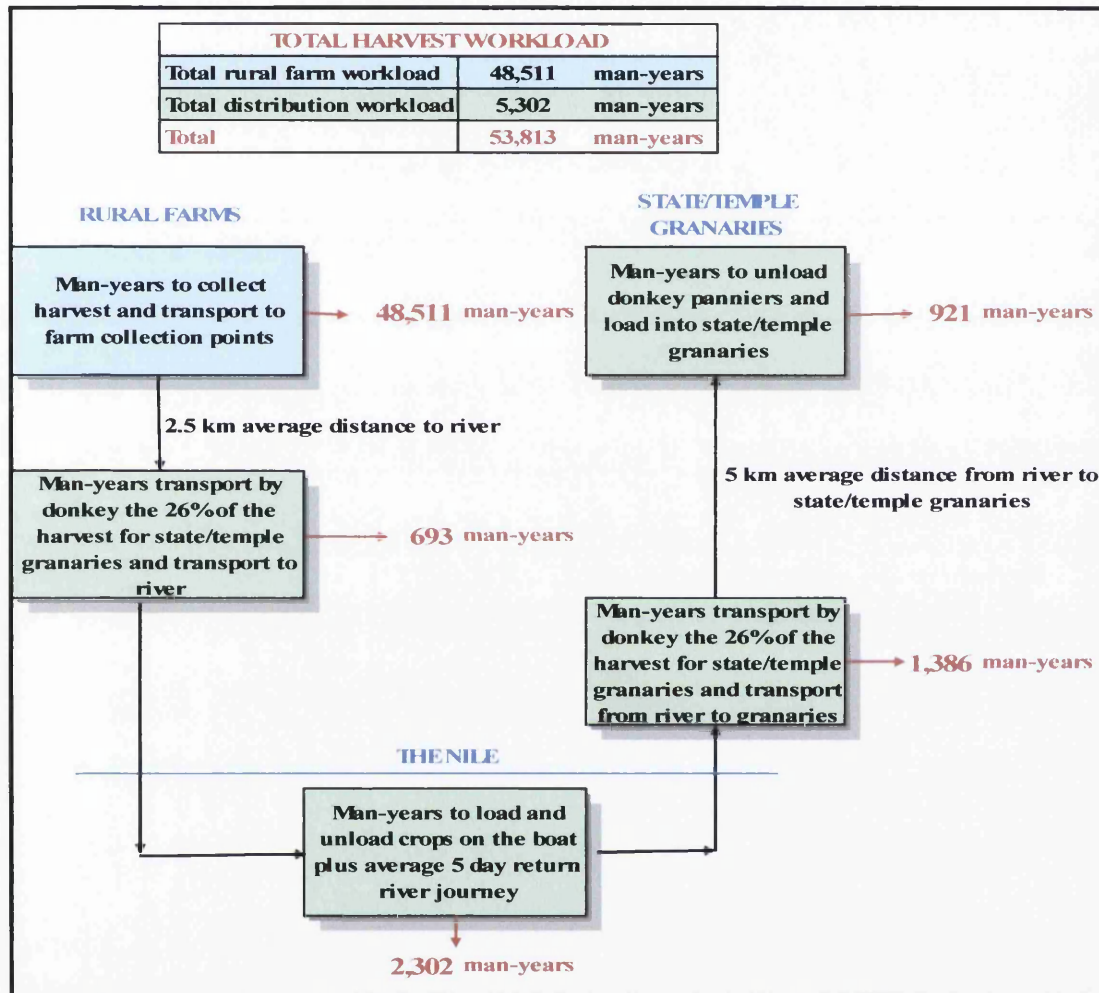 TOTAL HARVEST WORKLOAD
Total rural farm workload 48,511 man-years
Total distribution workload 5,302 man-years
Total 53,813 man-years
RURAL FARMS
Man-years to collect
harvest and transport to
farm collection points
48,511 man-years
2.5 km average distance to river
Man-years transport by
donkey the 26% of the
harvest for state/temple
granaries and transport to
river
693 man-years
THE NILE
Man-years to load and
unload crops on the boat
plus average 5 day return
river journey
2,302 man-years
Man-years transport by
donkey the 26% of the
harvest for state/temple
granaries and transport
from river to granaries
1,386 man-years
5 km average distance from river to
state/temple granaries
STATE/TEMPLE
GRANARIES
Man-years to unload
donkey panniers and
load into state/temple
granaries
921 man-years